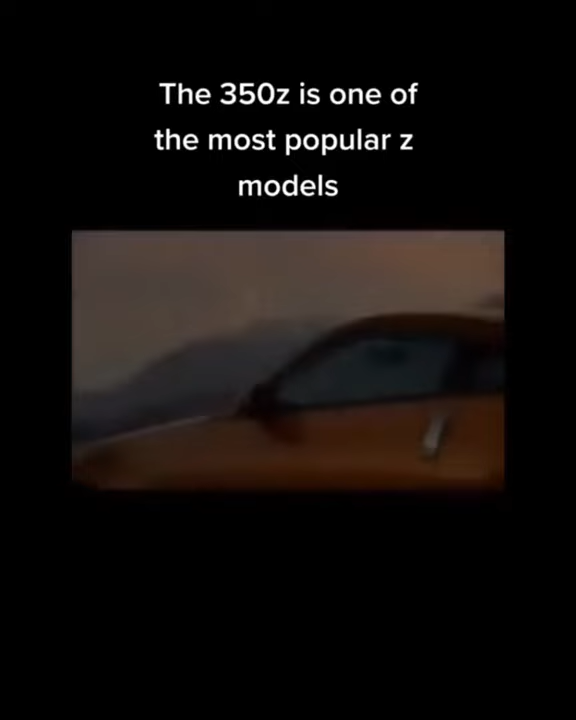 The 350z is one of
the most popular z
models